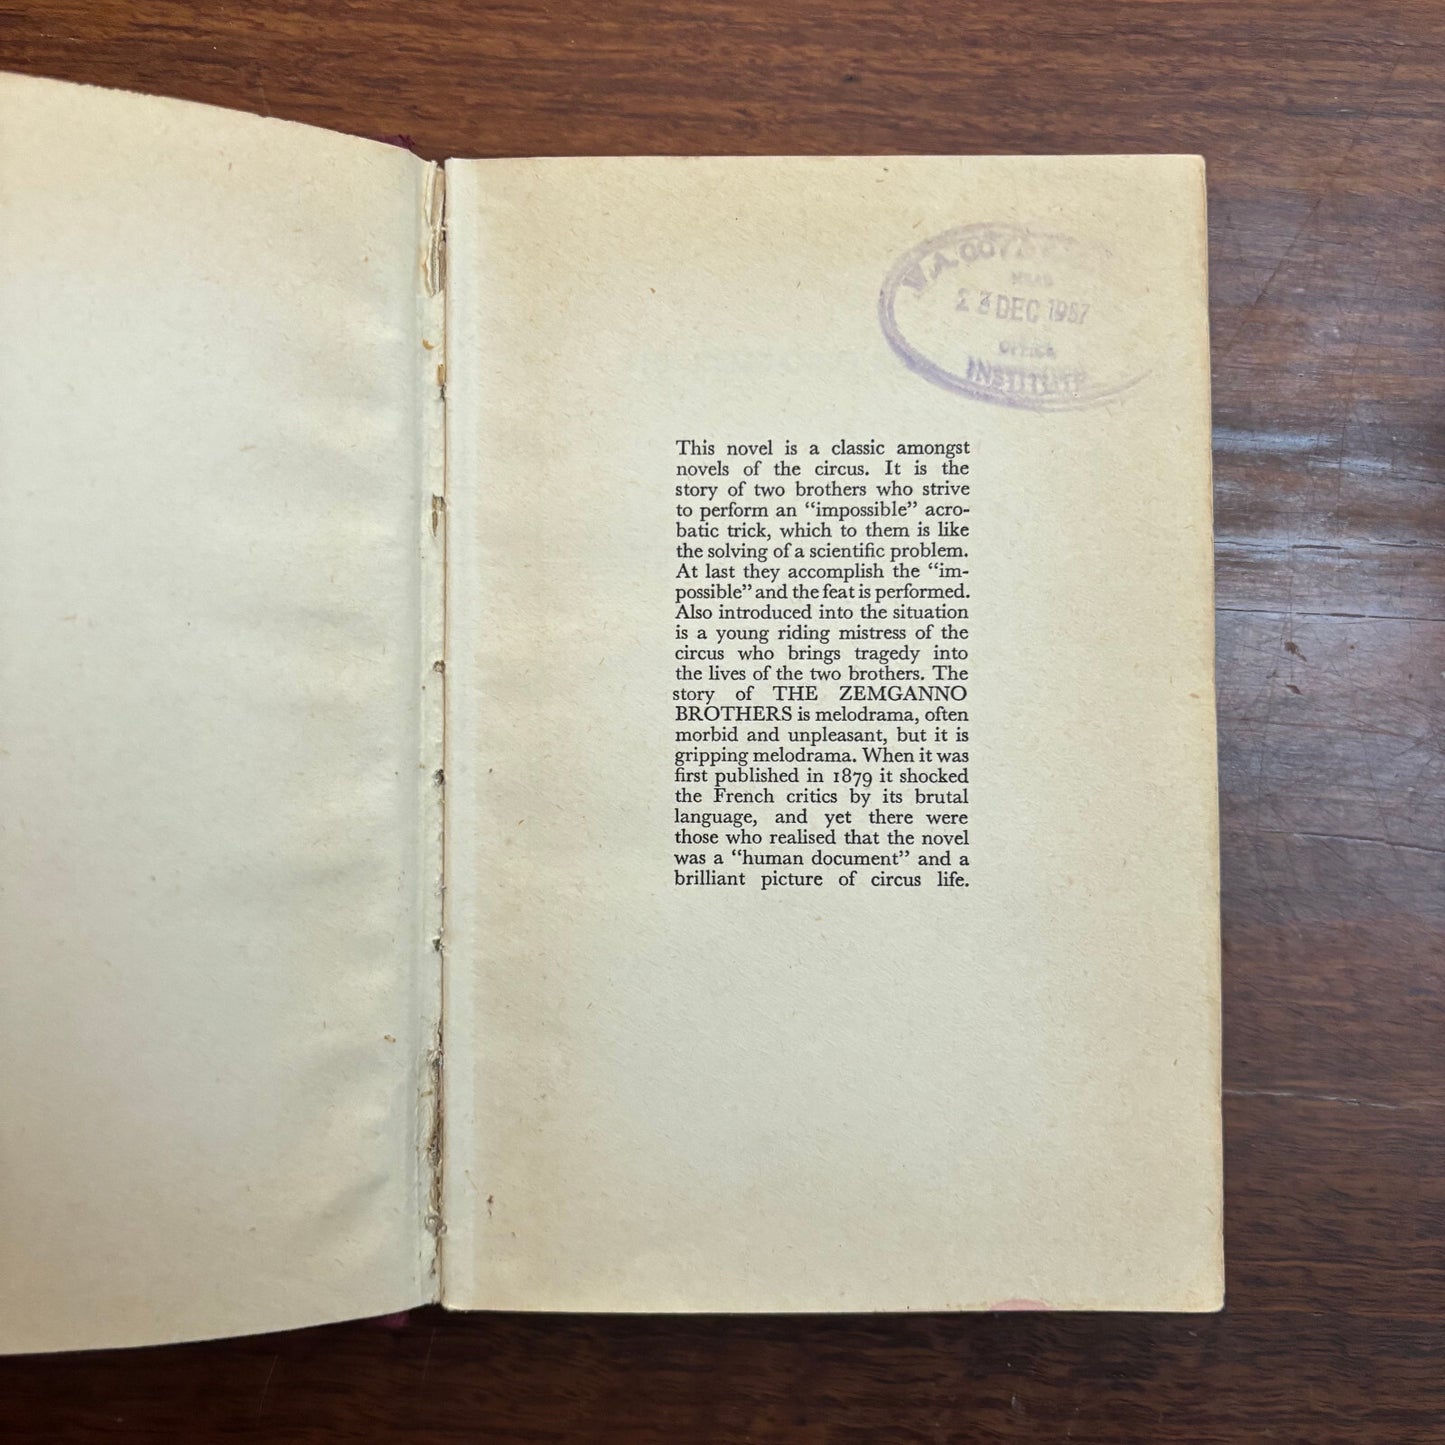 W.A. GOV
HEAD
23 DEC 1957
OFFICE
INSTITUTE
This novel is a classic amongst
novels of the circus. It is the
story of two brothers who strive
to perform an “impossible” acro-
batic trick, which to them is like
the solving of a scientific problem.
At last they accomplish the “im-
possible” and the feat is performed.
Also introduced into the situation
is a young riding mistress of the
circus who brings tragedy into
the lives of the two brothers. The
story of THE ZEMGANNO
BROTHERS is melodrama, often
morbid and unpleasant, but it is
gripping melodrama. When it was
first published in 1879 it shocked
the French critics by its brutal
language, and yet there were
those who realised that the novel
was a “human document” and a
brilliant picture of circus life.